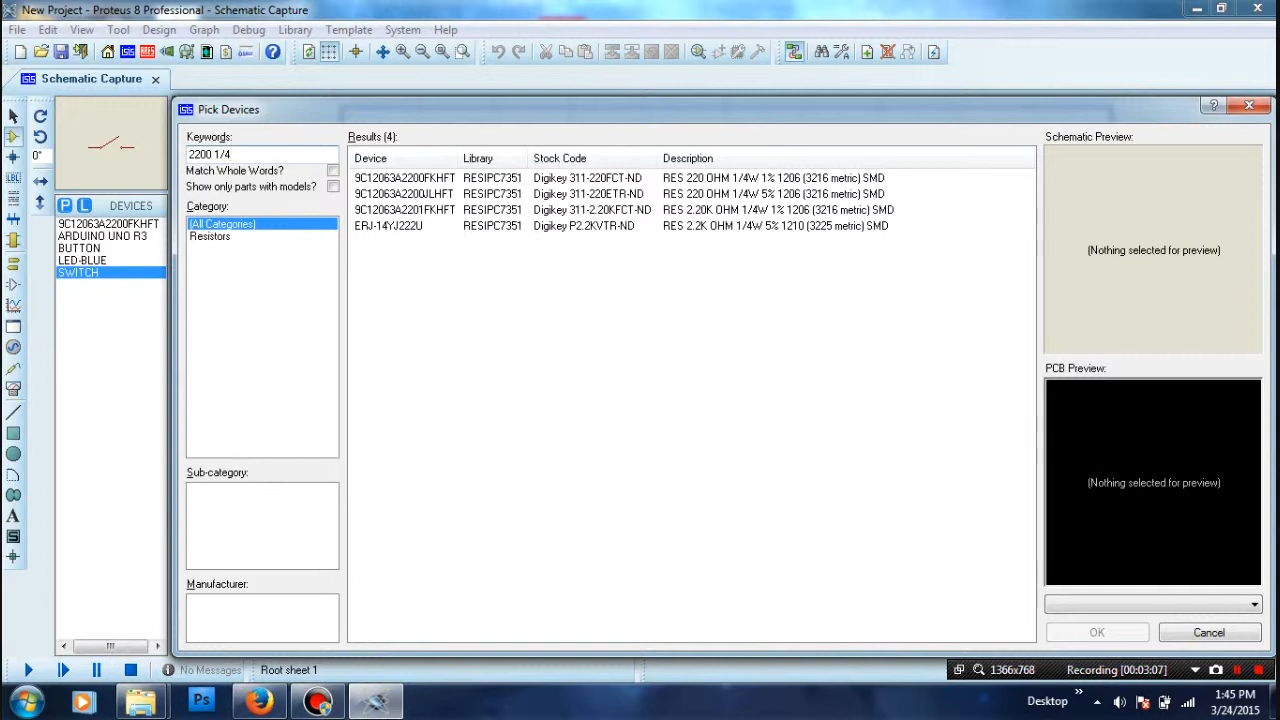 New Project - Proteus 8 Professional - Schematic Capture
File Edit View Tool Design Graph Debug Library Template System Help
Schematic Capture
Pick Devices
Keywords:
2200 1/4
Match Whole Words?
Show only parts with models?
Category:
(All Categories)
Resistors
Sub-category:
Manufacturer:
Results (4):
Device Library Stock Code Description
9C12063A2200FKHFT RESIPC7351 Digikey 311-220FCT-ND RES 220 OHM 1/4W 1% 1206 (3216 metric) SMD
9C12063A2200JLHFT RESIPC7351 Digikey 311-220ETR-ND RES 220 OHM 1/4W 5% 1206 (3216 metric) SMD
9C12063A2201FKHFT RESIPC7351 Digikey 311-2.20KFCT-ND RES 2.20K OHM 1/4W 1% 1206 (3216 metric) SMD
ERJ-14YJ222U RESIPC7351 Digikey P2.2KVTR-ND RES 2.2K OHM 1/4W 5% 1210 (3225 metric) SMD
Schematic Preview:
(Nothing selected for preview)
PCB Preview:
(Nothing selected for preview)
OK Cancel
0°
P L DEVICES
9C12063A2200FKHFT
ARDUINO UNO R3
BUTTON
LED-BLUE
SWITCH
No Messages Root sheet 1
1366x768 Recording [00:03:07]
Ps
Desktop
1:45 PM
3/24/2015